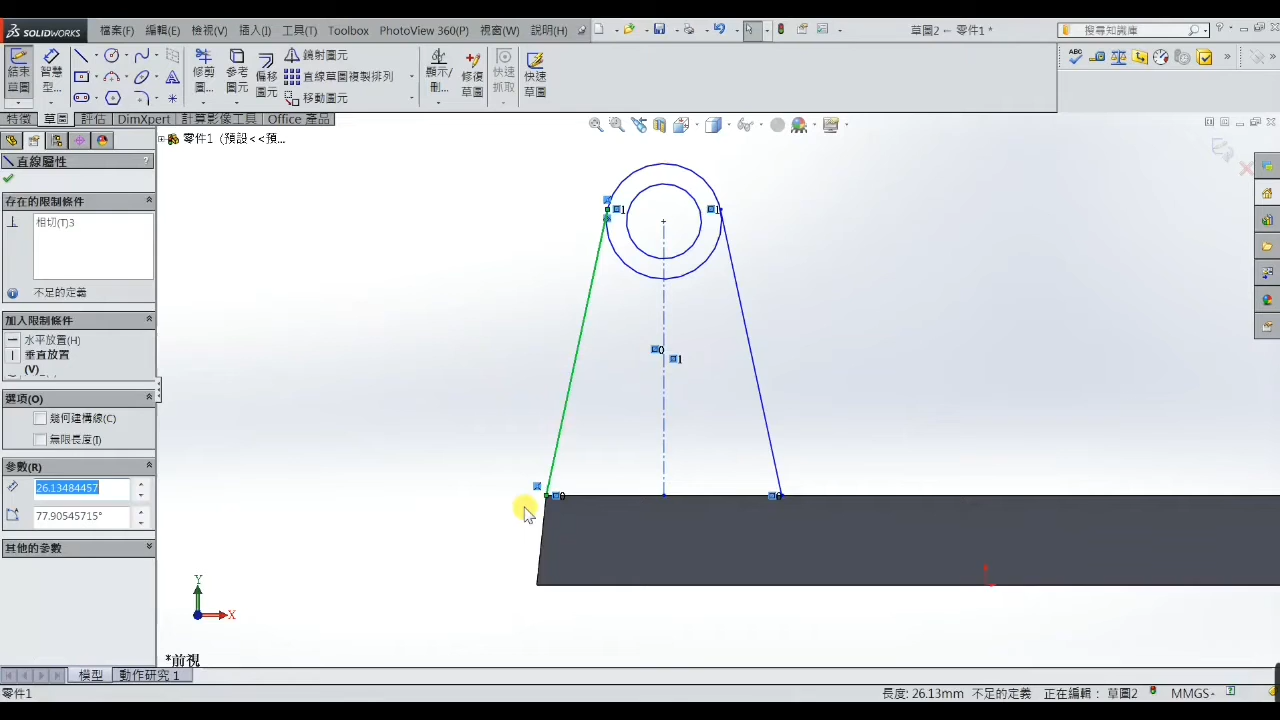 SOLIDWORKS 檔案(F) 編輯(E) 檢視(V) 插入(I) 工具(T) Toolbox PhotoView 360(P) 視窗(W) 說明(H) 草圖2 – 零件1 * 搜尋知識庫
結束草圖 智慧型... 修剪圖... 參考圖元 偏移圖元 鏡射圖元 直線草圖複製排列 移動圖元 顯示/... 修復草圖 快速抓取 快速草圖
特徵 草圖 評估 DimXpert 計算影像工具 Office 產品
零件1 (預設<<預...
直線屬性 ?
存在的限制條件
相切(T)3
不足的定義
加入限制條件
水平放置(H)
垂直放置
(V)
選項(O)
幾何建構線(C)
無限長度(I)
參數(R)
26.13484457
77.90545715°
其他的參數
1
1
0
1
0
Y
X
*前視
模型 動作研究 1
零件1 長度: 26.13mm 不足的定義 正在編輯: 草圖2 MMGS